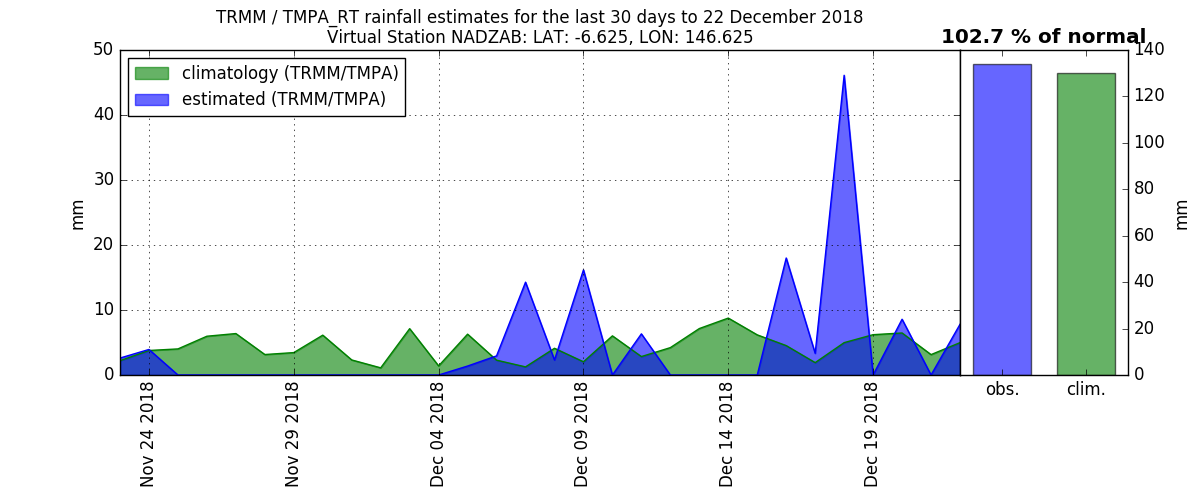 TRMM / TMPA_RT rainfall estimates for the last 30 days to 22 December 2018
Virtual Station NADZAB: LAT: -6.625, LON: 146.625
102.7 % of normal
climatology (TRMM/TMPA)
estimated (TRMM/TMPA)
50
40
30
20
10
0
mm
Nov 24 2018
Nov 29 2018
Dec 04 2018
Dec 09 2018
Dec 14 2018
Dec 19 2018
140
120
100
80
60
40
20
0
mm
obs.
clim.